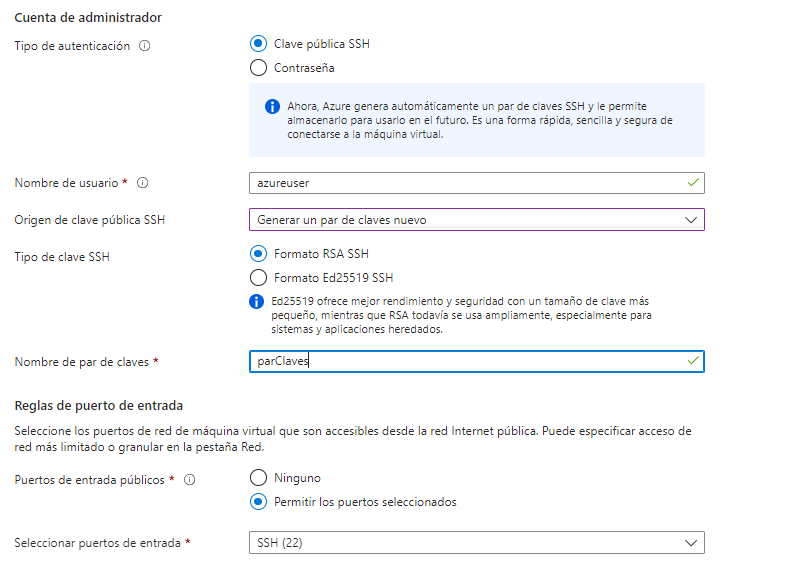 Cuenta de administrador
Tipo de autenticación
Clave pública SSH
Contraseña
Ahora, Azure genera automáticamente un par de claves SSH y le permite
almacenarlo para usarlo en el futuro. Es una forma rápida, sencilla y segura de
conectarse a la máquina virtual.
Nombre de usuario *
azureuser
Origen de clave pública SSH
Generar un par de claves nuevo
Tipo de clave SSH
Formato RSA SSH
Formato Ed25519 SSH
Ed25519 ofrece mejor rendimiento y seguridad con un tamaño de clave más
pequeño, mientras que RSA todavía se usa ampliamente, especialmente para
sistemas y aplicaciones heredados.
Nombre de par de claves *
parClaves
Reglas de puerto de entrada
Seleccione los puertos de red de máquina virtual que son accesibles desde la red Internet pública. Puede especificar acceso de
red más limitado o granular en la pestaña Red.
Puertos de entrada públicos *
Ninguno
Permitir los puertos seleccionados
Seleccionar puertos de entrada *
SSH (22)